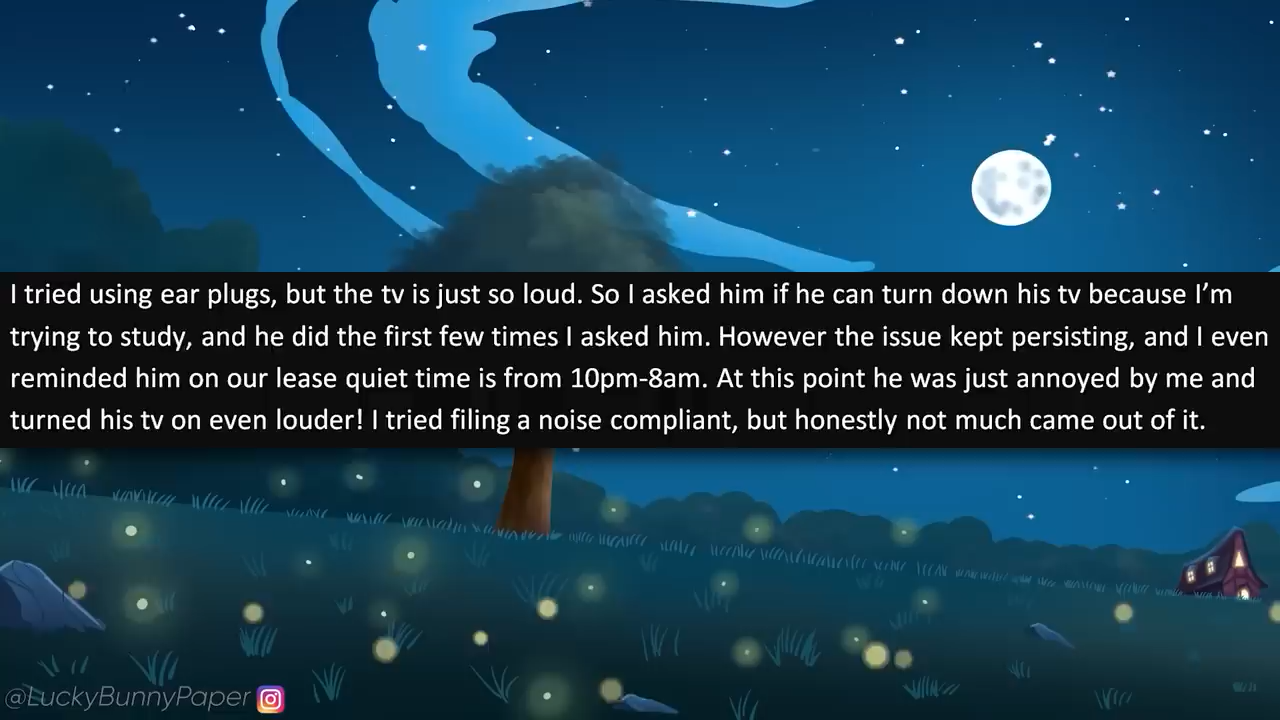 I tried using ear plugs, but the tv is just so loud. So I asked him if he can turn down his tv because I’m
trying to study, and he did the first few times I asked him. However the issue kept persisting, and I even
reminded him on our lease quiet time is from 10pm-8am. At this point he was just annoyed by me and
turned his tv on even louder! I tried filing a noise compliant, but honestly not much came out of it.
@LuckyBunnyPaper